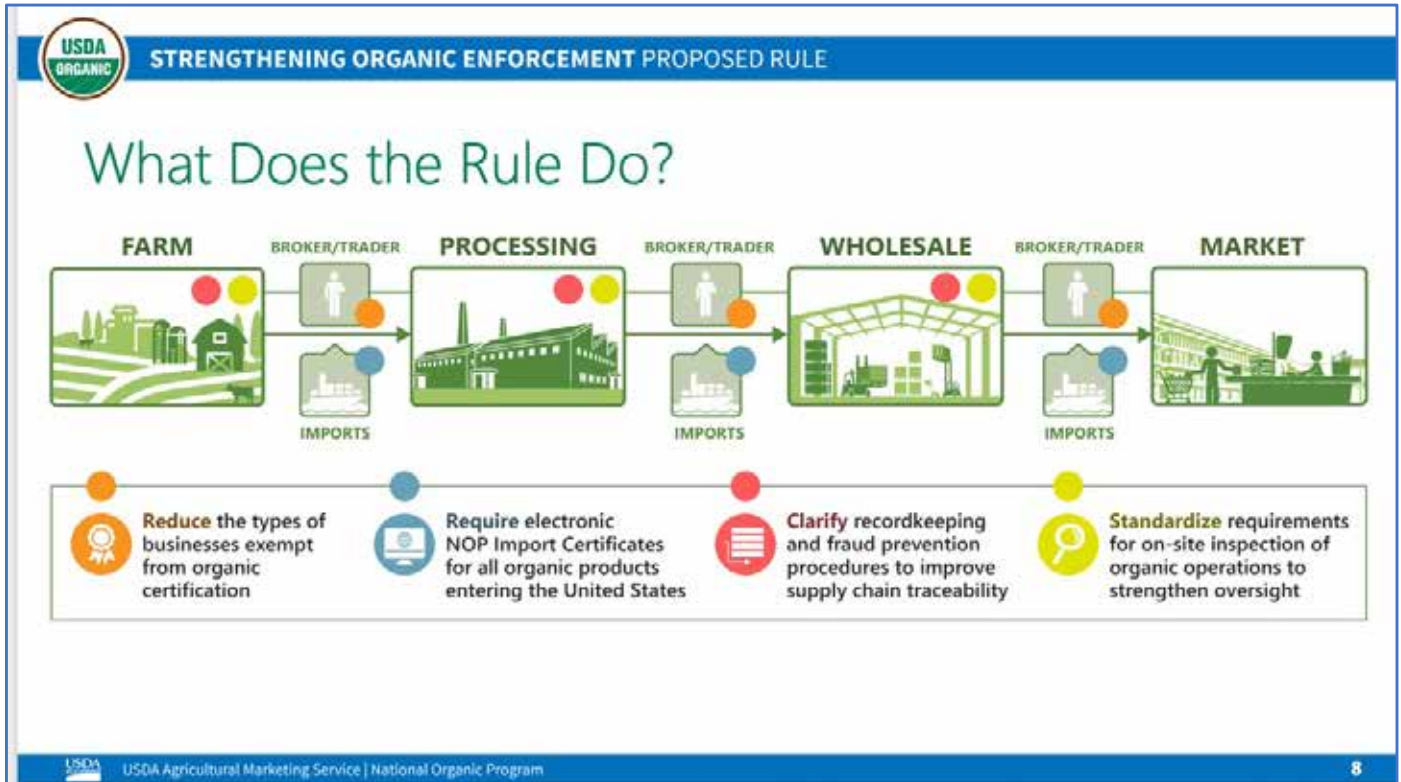 USDA
ORGANIC
STRENGTHENING ORGANIC ENFORCEMENT PROPOSED RULE
What Does the Rule Do?
FARM
BROKER/TRADER
PROCESSING
BROKER/TRADER
WHOLESALE
BROKER/TRADER
MARKET
IMPORTS
IMPORTS
IMPORTS
Reduce the types of
businesses exempt
from organic
certification
Require electronic
NOP Import Certificates
for all organic products
entering the United States
Clarify recordkeeping
and fraud prevention
procedures to improve
supply chain traceability
Standardize requirements
for on-site inspection of
organic operations to
strengthen oversight
USDA
USDA Agricultural Marketing Service | National Organic Program
8